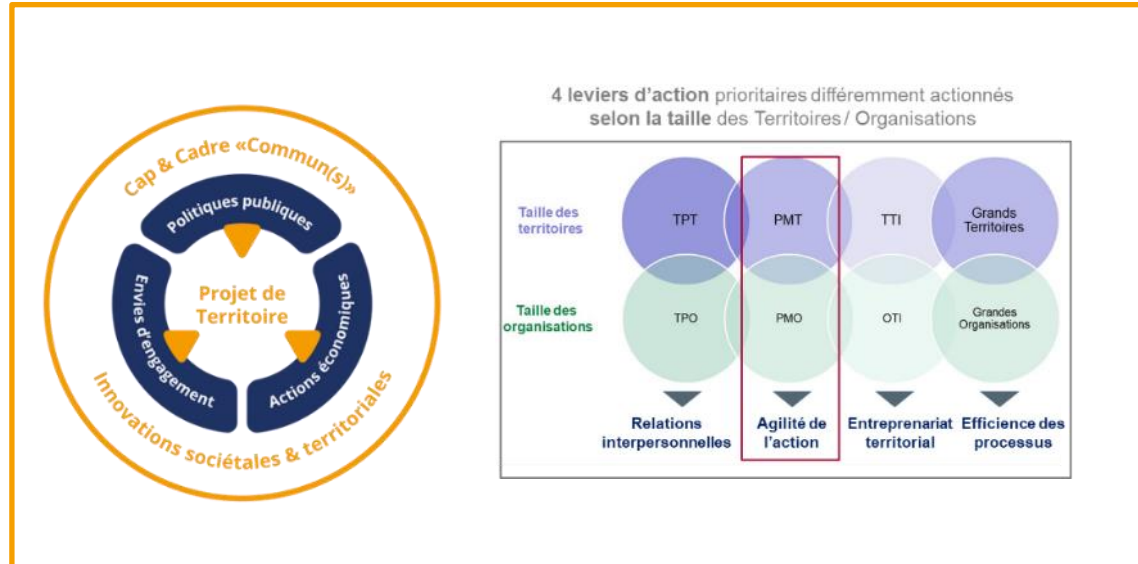 Cap & Cadre «Commun(s)»
Politiques publiques
Envies d'engagement
Actions économiques
Projet de
Territoire
Innovations sociétales & territoriales
4 leviers d'action prioritaires différemment actionnés
selon la taille des Territoires / Organisations
Taille des
territoires
TPT
PMT
TTI
Grands
Territoires
Taille des
organisations
TPO
PMO
OTI
Grandes
Organisations
Relations
interpersonnelles
Agilité de
l'action
Entreprenariat
territorial
Efficience des
processus